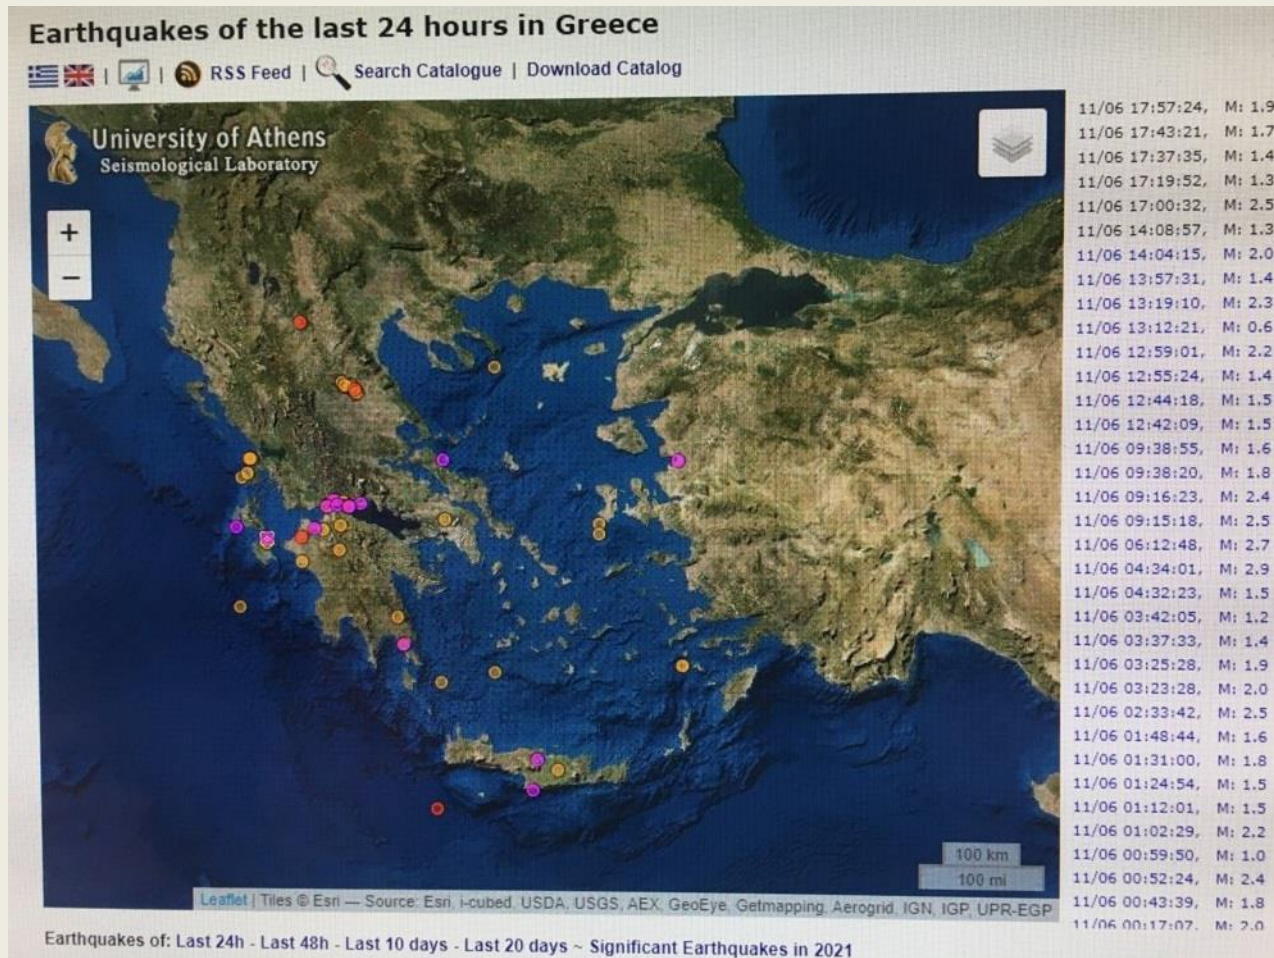 Earthquakes of the last 24 hours in Greece
| | RSS Feed | Search Catalogue | Download Catalog
University of Athens
Seismological Laboratory
+
−
11/06 17:57:24, M: 1.9
11/06 17:43:21, M: 1.7
11/06 17:37:35, M: 1.4
11/06 17:19:52, M: 1.3
11/06 17:00:32, M: 2.5
11/06 14:08:57, M: 1.3
11/06 14:04:15, M: 2.0
11/06 13:57:31, M: 1.4
11/06 13:19:10, M: 2.3
11/06 13:12:21, M: 0.6
11/06 12:59:01, M: 2.2
11/06 12:55:24, M: 1.4
11/06 12:44:18, M: 1.5
11/06 12:42:09, M: 1.5
11/06 09:38:55, M: 1.6
11/06 09:38:20, M: 1.8
11/06 09:16:23, M: 2.4
11/06 09:15:18, M: 2.5
11/06 06:12:48, M: 2.7
11/06 04:34:01, M: 2.9
11/06 04:32:23, M: 1.5
11/06 03:42:05, M: 1.2
11/06 03:37:33, M: 1.4
11/06 03:25:28, M: 1.9
11/06 03:23:28, M: 2.0
11/06 02:33:42, M: 2.5
11/06 01:48:44, M: 1.6
11/06 01:31:00, M: 1.8
11/06 01:24:54, M: 1.5
11/06 01:12:01, M: 1.5
11/06 01:02:29, M: 2.2
11/06 00:59:50, M: 1.0
11/06 00:52:24, M: 2.4
11/06 00:43:39, M: 1.8
11/06 00:17:07, M: 2.0
100 km
100 mi
Leaflet | Tiles © Esri — Source: Esri, i-cubed, USDA, USGS, AEX, GeoEye, Getmapping, Aerogrid, IGN, IGP, UPR-EGP
Earthquakes of: Last 24h - Last 48h - Last 10 days - Last 20 days ~ Significant Earthquakes in 2021